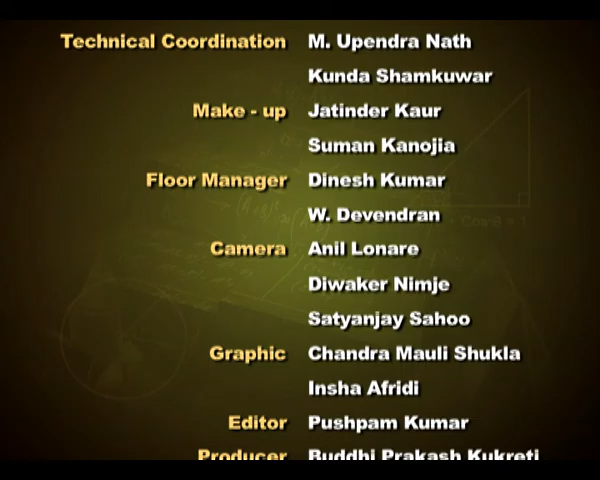 Technical Coordination M. Upendra Nath
Kunda Shamkuwar
Make - up Jatinder Kaur
Suman Kanojia
Floor Manager Dinesh Kumar
W. Devendran
Camera Anil Lonare
Diwaker Nimje
Satyanjay Sahoo
Graphic Chandra Mauli Shukla
Insha Afridi
Editor Pushpam Kumar
Producer Buddhi Prakash Kukreti